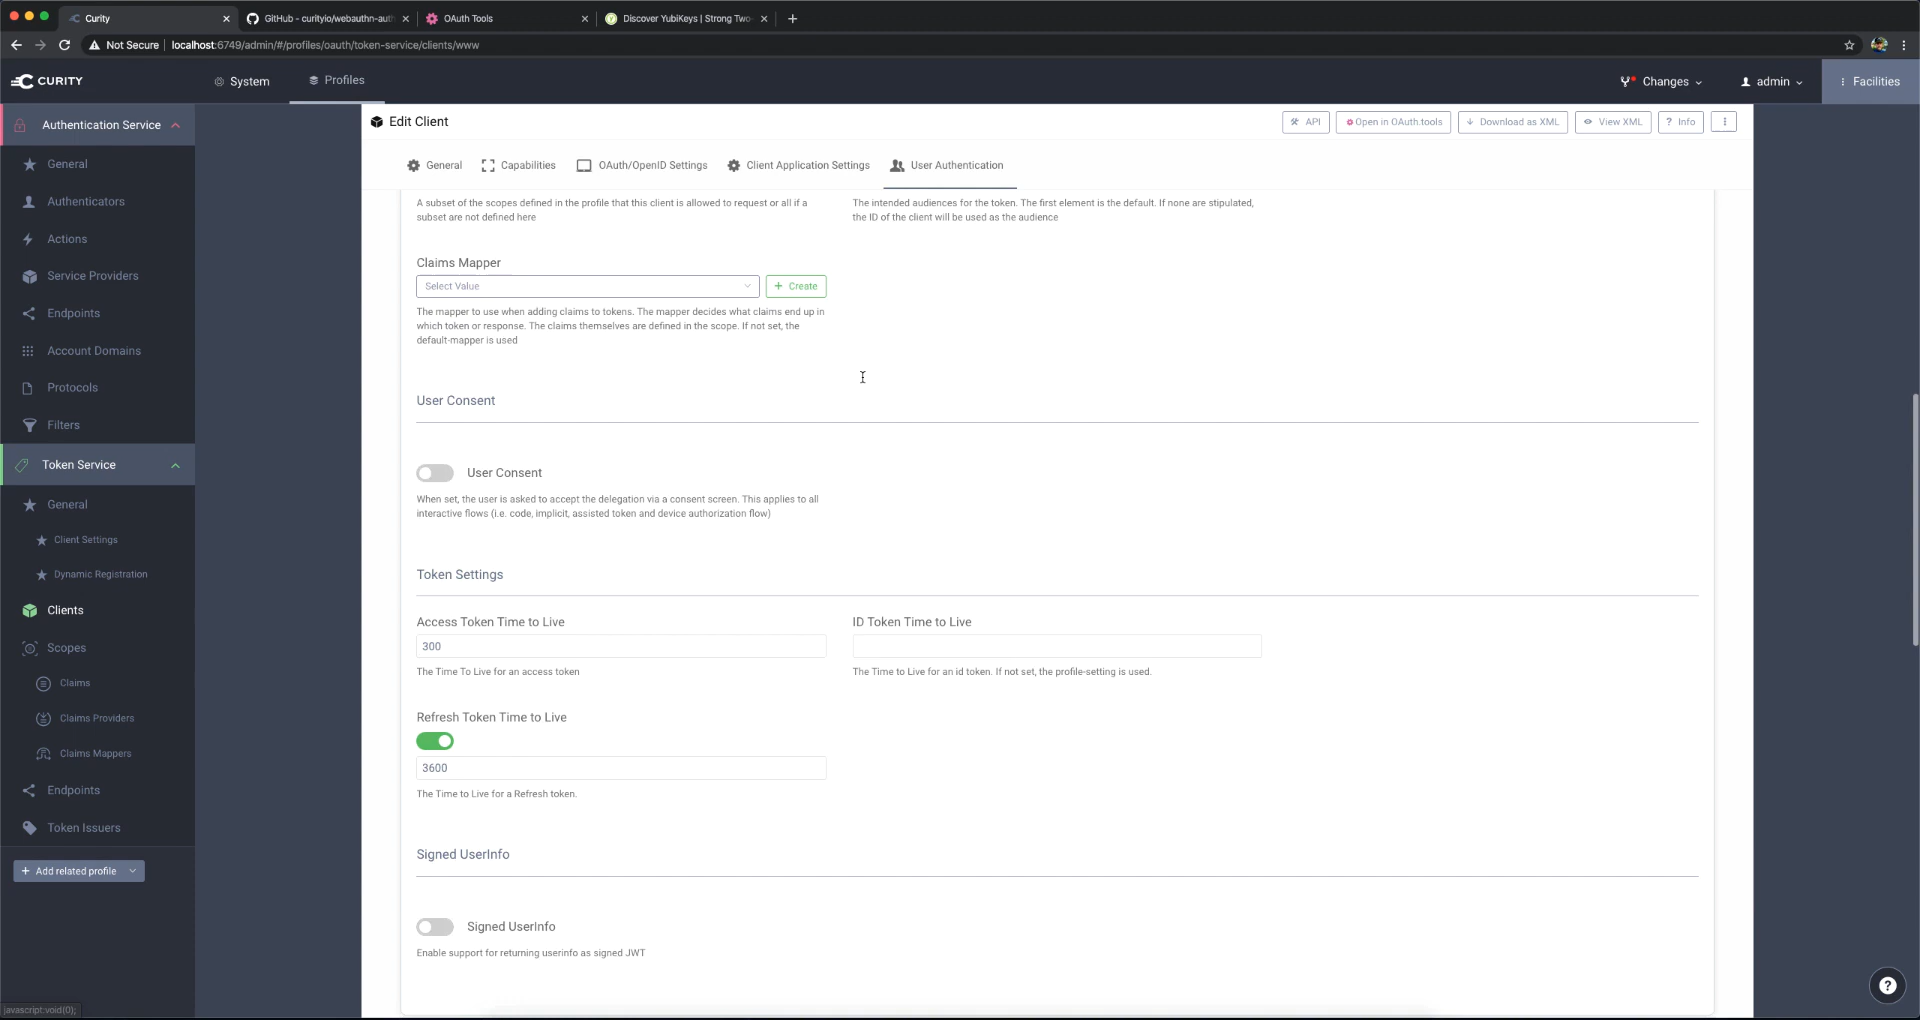 Curity
GitHub - curityio/webauthn-auth
OAuth Tools
Discover YubiKeys | Strong Two-
Not Secure
localhost:6749/admin/#/profiles/oauth/token-service/clients/www
CURITY
System
Profiles
Changes
admin
Facilities
Authentication Service
General
Authenticators
Actions
Service Providers
Endpoints
Account Domains
Protocols
Filters
Token Service
General
Client Settings
Dynamic Registration
Clients
Scopes
Claims
Claims Providers
Claims Mappers
Endpoints
Token Issuers
+ Add related profile
javascript:void(0);
Edit Client
API
Open in OAuth.tools
Download as XML
View XML
? Info
General
Capabilities
OAuth/OpenID Settings
Client Application Settings
User Authentication
A subset of the scopes defined in the profile that this client is allowed to request or all if a
subset are not defined here
The intended audiences for the token. The first element is the default. If none are stipulated,
the ID of the client will be used as the audience
Claims Mapper
Select Value
+ Create
The mapper to use when adding claims to tokens. The mapper decides what claims end up in
which token or response. The claims themselves are defined in the scope. If not set, the
default-mapper is used
User Consent
User Consent
When set, the user is asked to accept the delegation via a consent screen. This applies to all
interactive flows (i.e. code, implicit, assisted token and device authorization flow)
Token Settings
Access Token Time to Live
300
The Time To Live for an access token
ID Token Time to Live
The Time to Live for an id token. If not set, the profile-setting is used.
Refresh Token Time to Live
3600
The Time to Live for a Refresh token.
Signed UserInfo
Signed UserInfo
Enable support for returning userinfo as signed JWT
?